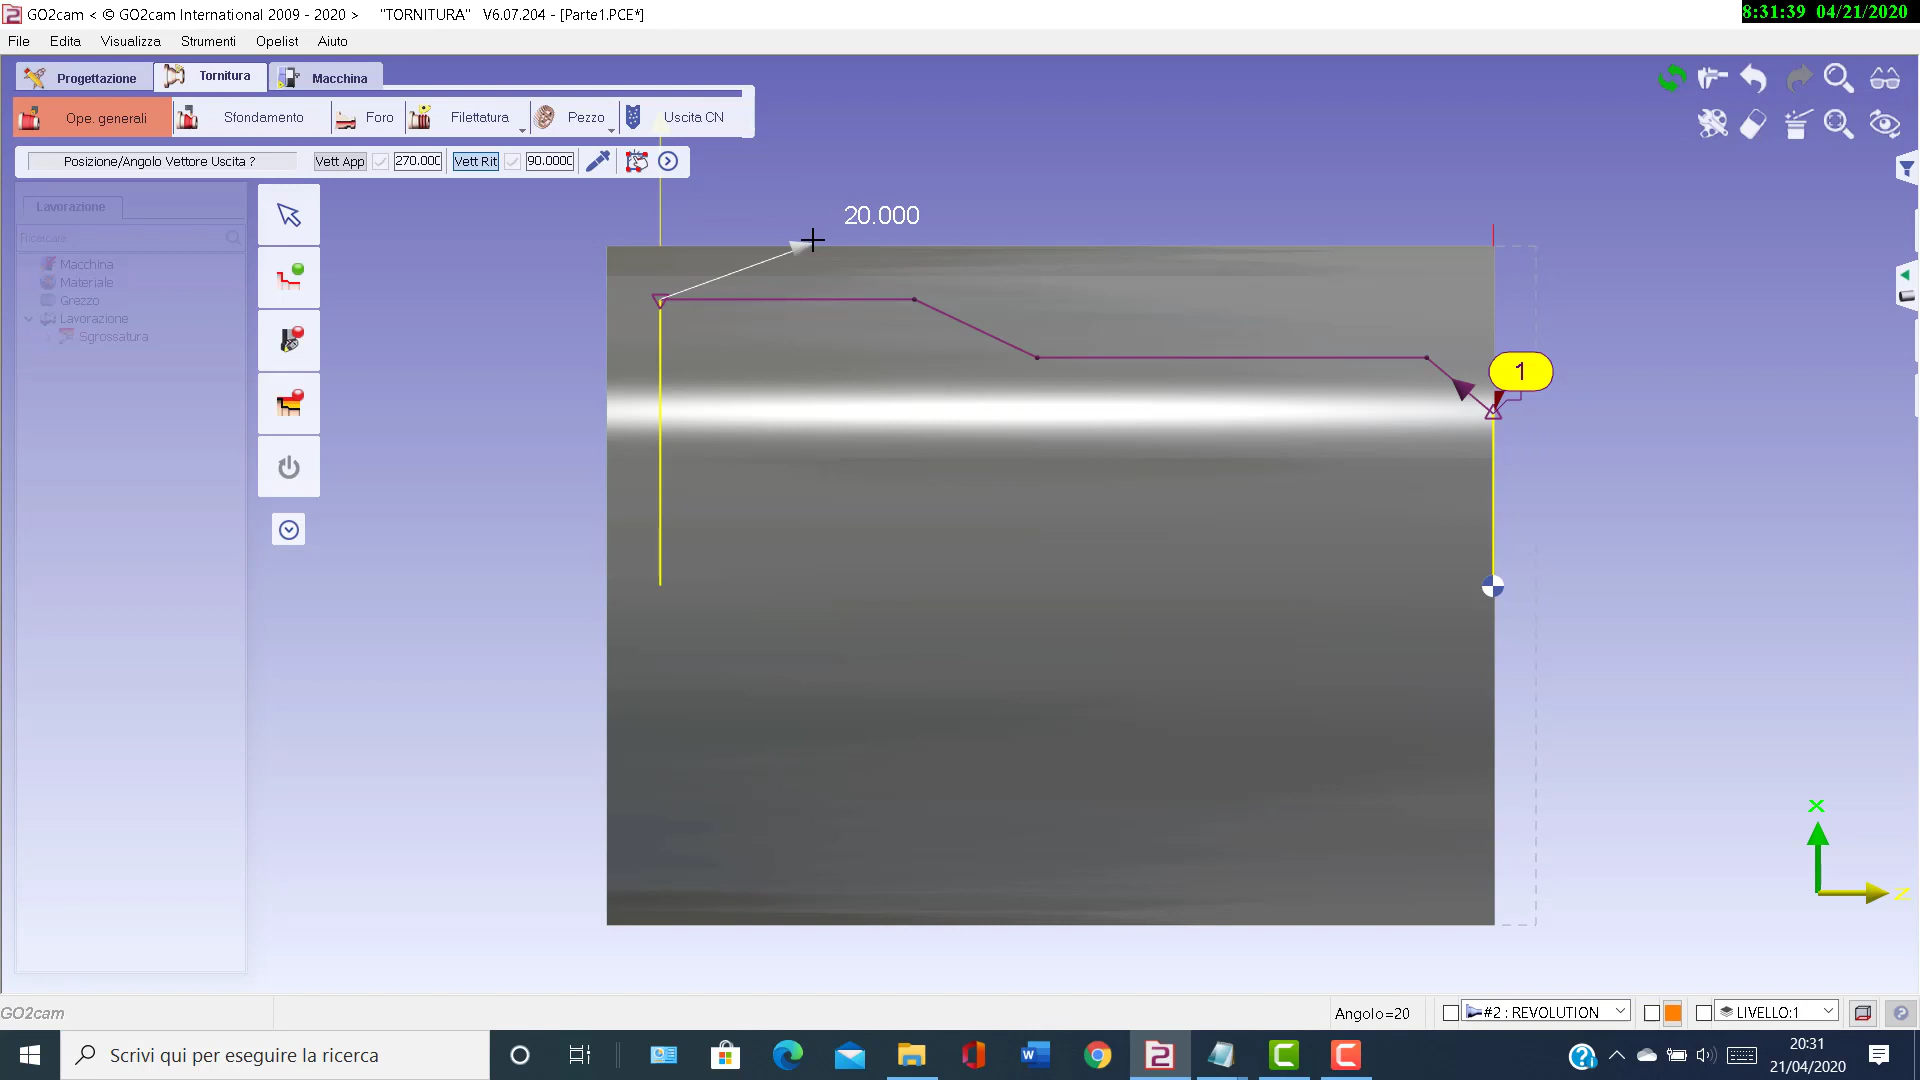 GO2cam < © GO2cam International 2009 - 2020 > "TORNITURA" V6.07.204 - [Parte1.PCE*]
8:31:39 04/21/2020
File Edita Visualizza Strumenti Opelist Aiuto
Progettazione Tornitura Macchina
Ope. generali Sfondamento Foro Filettatura Pezzo Uscita CN
Posizione/Angolo Vettore Uscita ? Vett App 270.000 Vett Rit 90.0000
Lavorazione
Ricercare
Macchina
Materiale
Grezzo
Lavorazione
Sgrossatura
20.000
1
X
Z
GO2cam
Angolo=20 #2 : REVOLUTION LIVELLO:1
Scrivi qui per eseguire la ricerca
20:31
21/04/2020